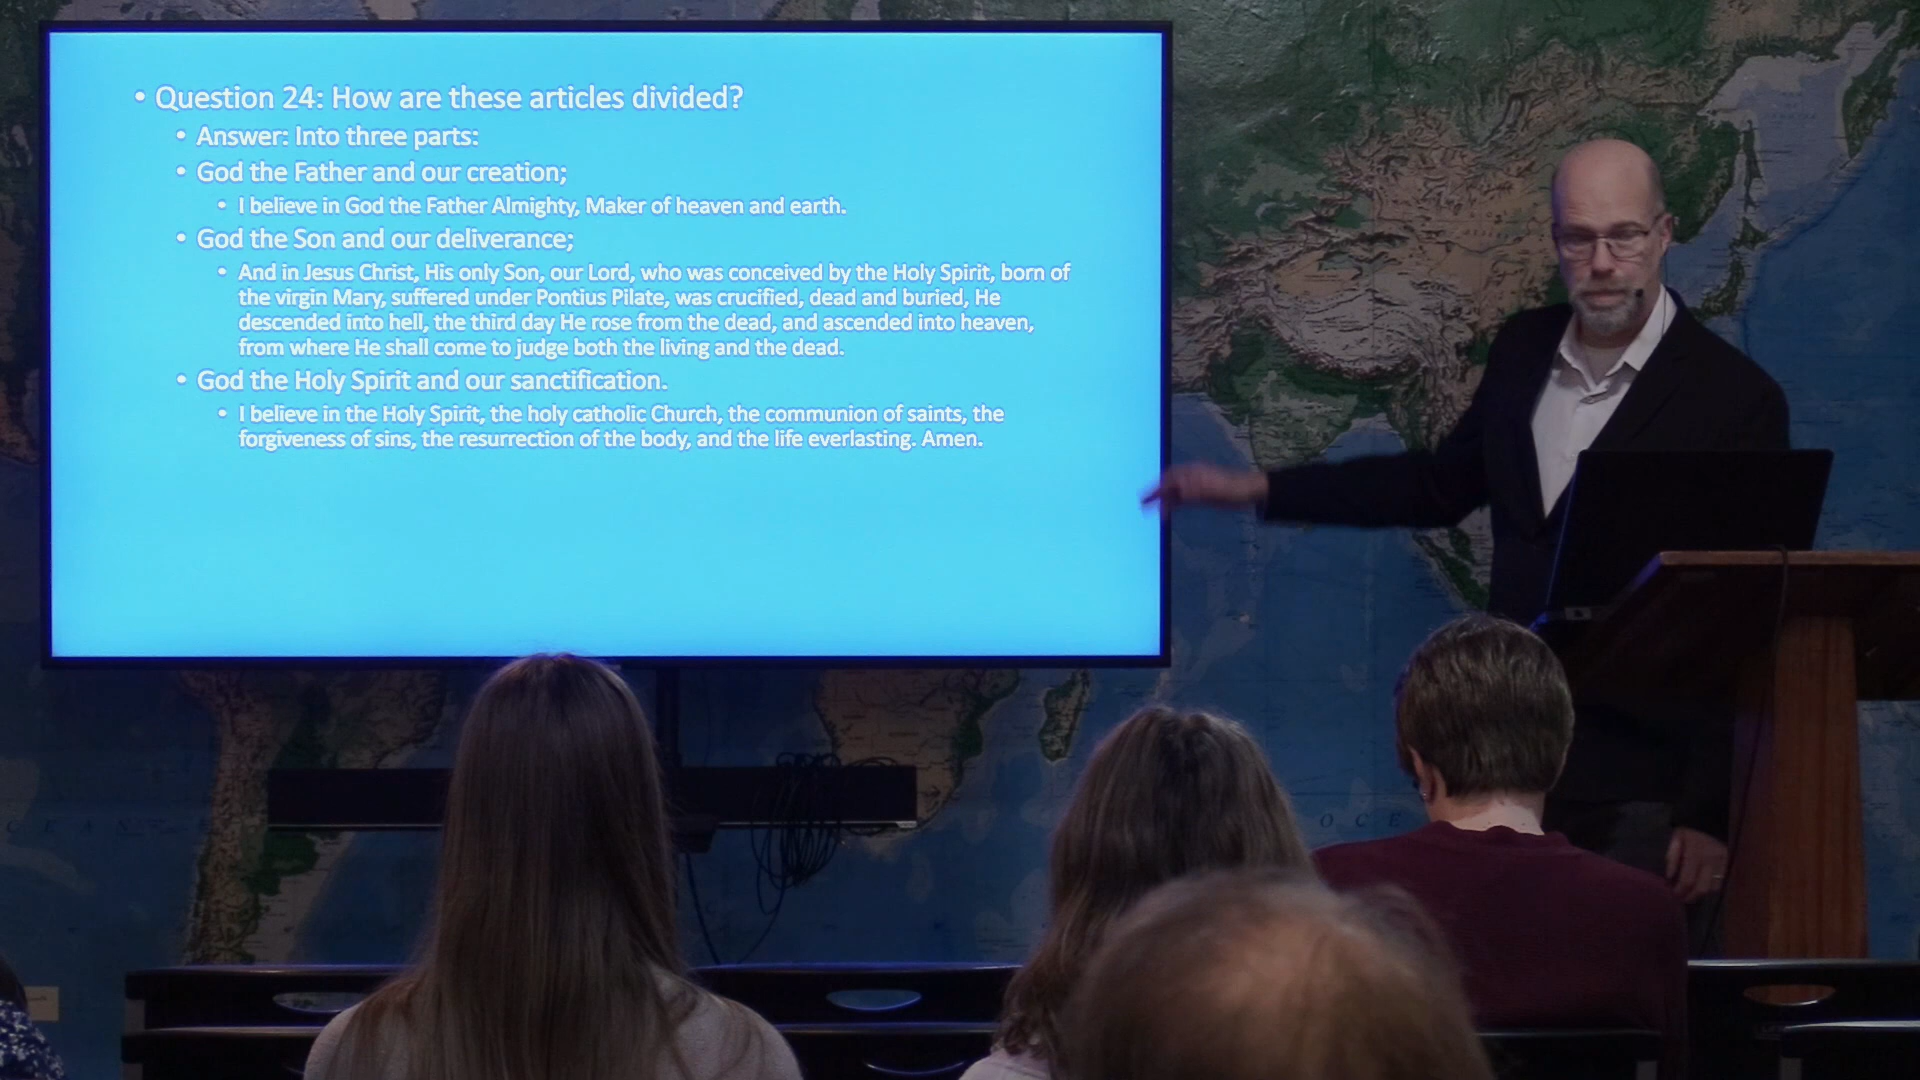 • Question 24: How are these articles divided?
• Answer: Into three parts:
• God the Father and our creation;
• I believe in God the Father Almighty, Maker of heaven and earth.
• God the Son and our deliverance;
• And in Jesus Christ, His only Son, our Lord, who was conceived by the Holy Spirit, born of
the virgin Mary, suffered under Pontius Pilate, was crucified, dead and buried, He
descended into hell, the third day He rose from the dead, and ascended into heaven,
from where He shall come to judge both the living and the dead.
• God the Holy Spirit and our sanctification.
• I believe in the Holy Spirit, the holy catholic Church, the communion of saints, the
forgiveness of sins, the resurrection of the body, and the life everlasting. Amen.
OCEAN
OCE